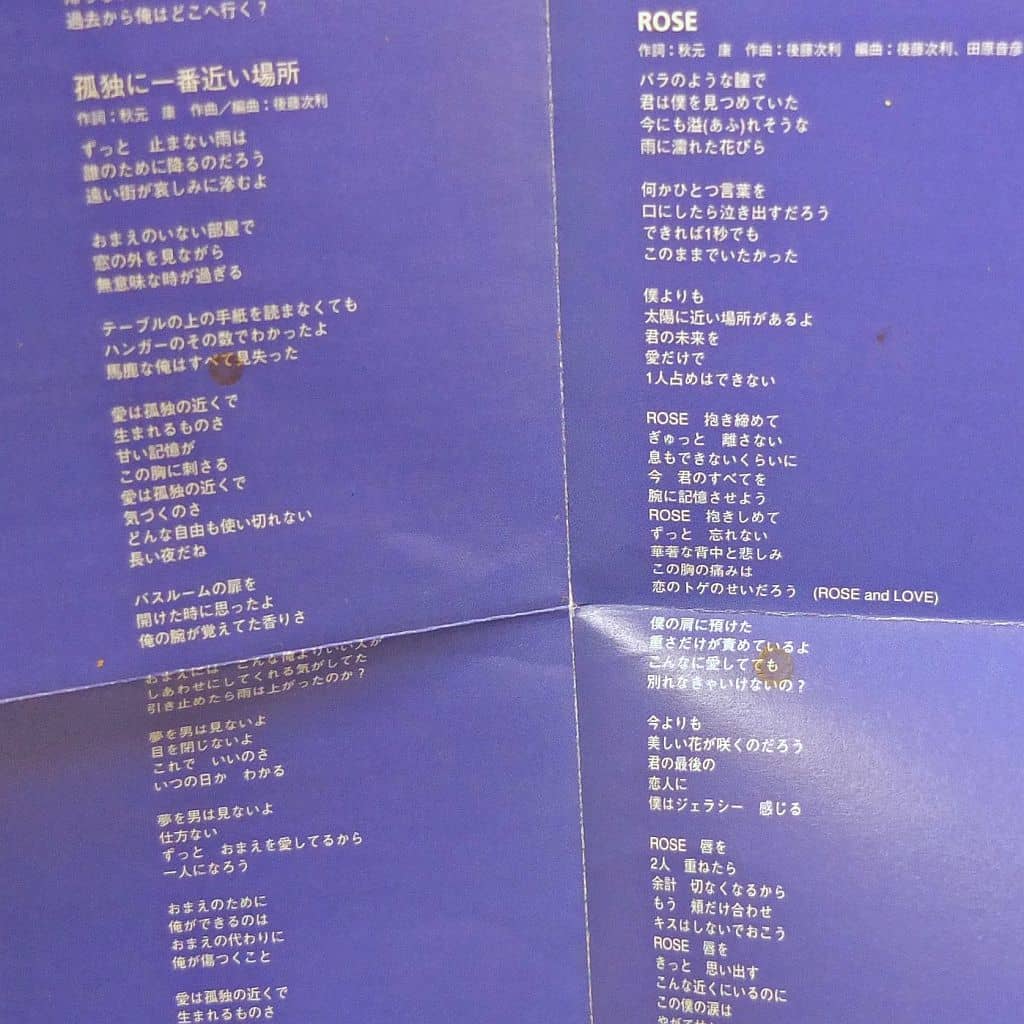 過去から俺はどこへ行く?
孤独に一番近い場所
作詞:秋元 康 作曲/編曲:後藤次利
ずっと 止まない雨は
誰のために降るのだろう
遠い街が哀しみに滲むよ
おまえのいない部屋で
窓の外を見ながら
無意味な時が過ぎる
テーブルの上の手紙を読まなくても
ハンガーのその数でわかったよ
馬鹿な俺はすべて見失った
愛は孤独の近くで
生まれるものさ
甘い記憶が
この胸に刺さる
愛は孤独の近くで
気づくのさ
どんな自由も使い切れない
長い夜だね
バスルームの扉を
開けた時に思ったよ
俺の腕が覚えてた香りさ
おまえには こんな俺よりいい人が
しあわせにしてくれる気がしてた
引き止めたら雨は上がったのか?
夢を男は見ないよ
目を閉じないよ
これで いいのさ
いつの日か わかる
夢を男は見ないよ
仕方ない
ずっと おまえを愛してるから
一人になろう
おまえのために
俺ができるのは
おまえの代わりに
俺が傷つくこと
愛は孤独の近くで
生まれるものさ
ROSE
作詞:秋元 康 作曲:後藤次利 編曲:後藤次利、田原音彦
バラのような瞳で
君は僕を見つめていた
今にも溢(あふ)れそうな
雨に濡れた花びら
何かひとつ言葉を
口にしたら泣き出すだろう
できれば1秒でも
このままでいたかった
僕よりも
太陽に近い場所があるよ
君の未来を
愛だけで
1人占めはできない
ROSE 抱き締めて
ぎゅっと 離さない
息もできないくらいに
今 君のすべてを
腕に記憶させよう
ROSE 抱きしめて
ずっと 忘れない
華奢な背中と悲しみ
この胸の痛みは
恋のトゲのせいだろう (ROSE and LOVE)
僕の肩に預けた
重さだけが責めているよ
こんなに愛してても
別れなきゃいけないの?
今よりも
美しい花が咲くのだろう
君の最後の
恋人に
僕はジェラシー 感じる
ROSE 唇を
2人 重ねたら
余計 切なくなるから
もう 頬だけ合わせ
キスはしないでおこう
ROSE 唇を
きっと 思い出す
こんな近くにいるのに
この僕の涙は